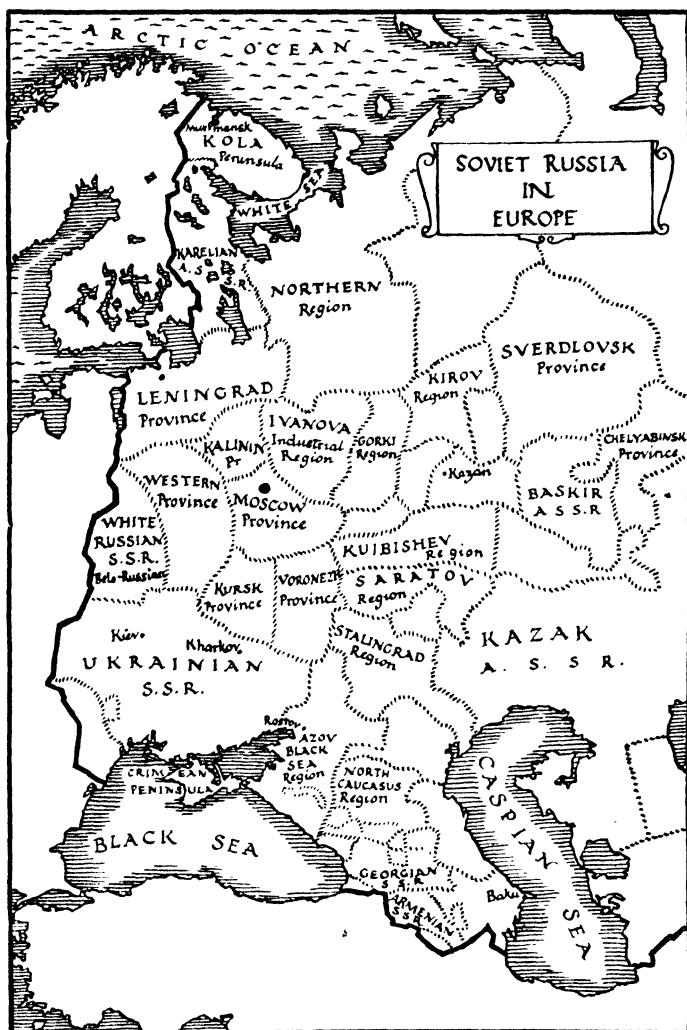 ARCTIC OCEAN
Murmansk
KOLA
Peninsula
SOVIET RUSSIA
IN
EUROPE
WHITE SEA
KARELIAN
A. S. S. R.
NORTHERN
Region
SVERDLOVSK
Province
KIROV
Region
LENINGRAD
Province
IVANOVA
Industrial
Region
GORKI
Region
KALININ
Pr
CHELYABINSK
Province
Kazan
WESTERN
Province
MOSCOW
Province
BASKIR
A S S R
WHITE
RUSSIAN
S.S.R.
Belo-Russian
KUIBISHEV
Region
SARATOV
Region
KURSK
Province
VORONEZH
Province
STALINGRAD
Region
KAZAK
A. S. S. R.
Kiev
Kharkov
UKRAINIAN
S.S.R.
Rostov
AZOV
BLACK
SEA
Region
CRIMEAN
PENINSULA
NORTH
CAUCASUS
Region
CASPIAN SEA
BLACK SEA
GEORGIAN
S.S.R.
ARMENIAN
S S R
Baku